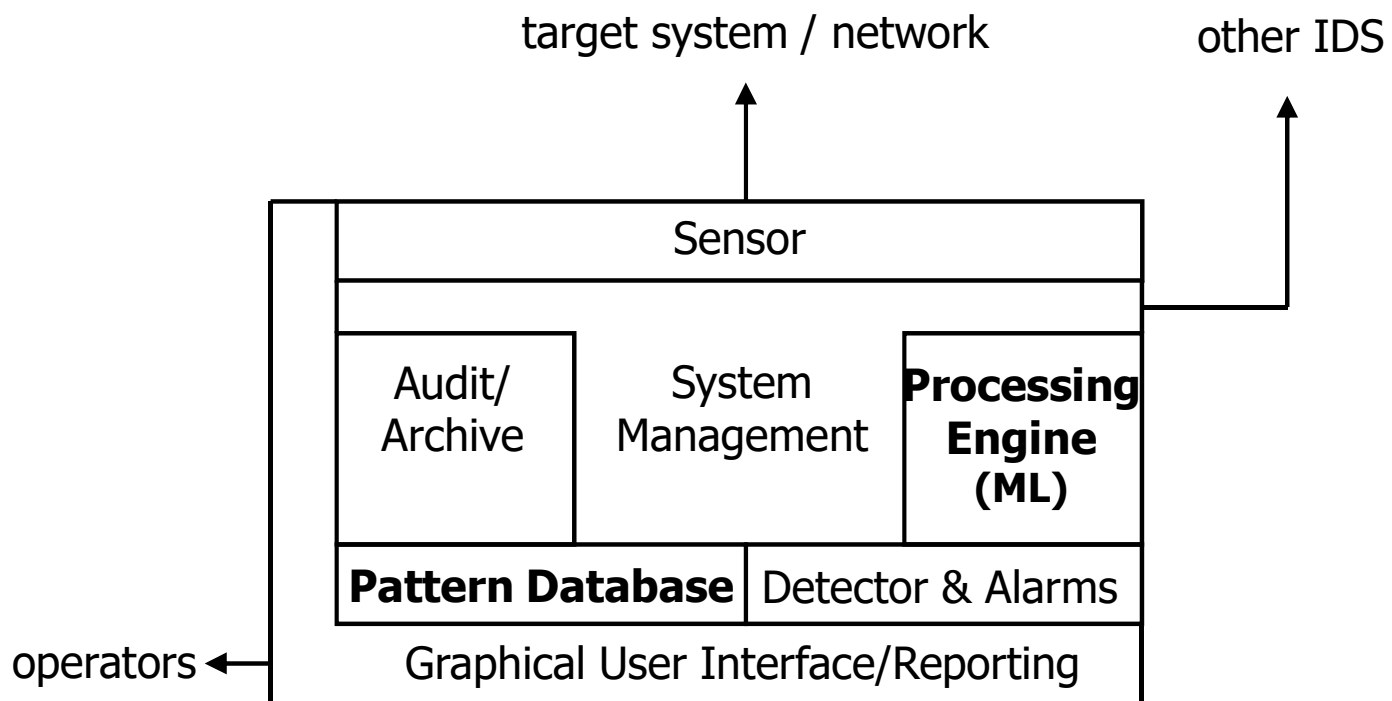 target system / network
other IDS
Sensor
Audit/
Archive
System
Management
Processing
Engine
(ML)
Pattern Database
Detector & Alarms
operators
Graphical User Interface/Reporting